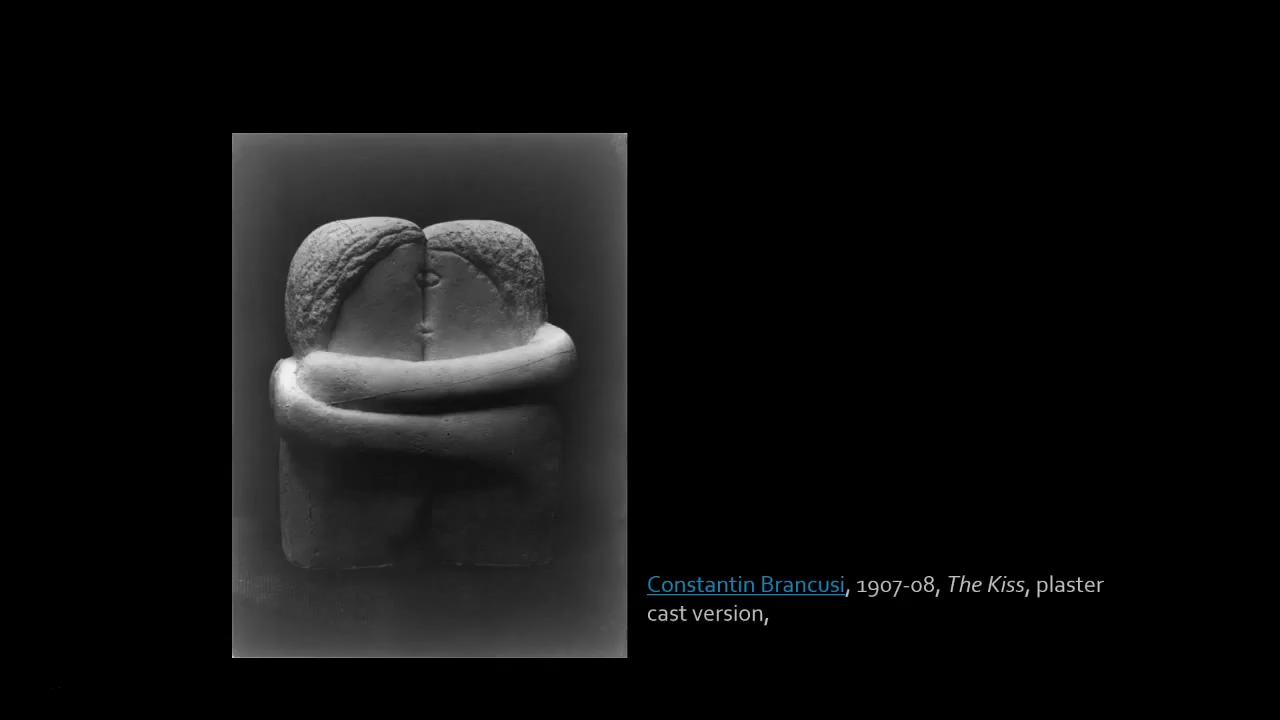 Constantin Brancusi, 1907-08, The Kiss, plaster
cast version,